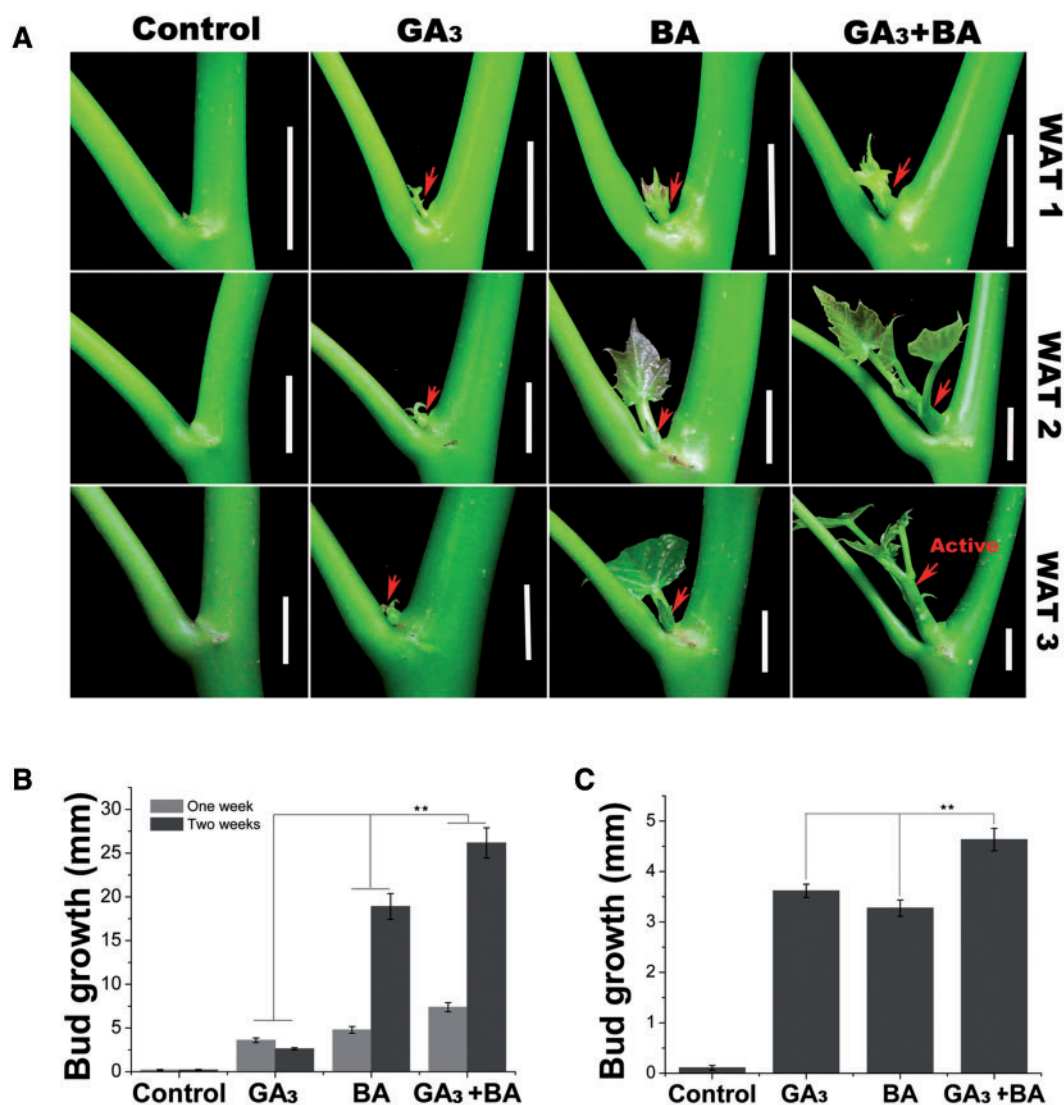 A
Control GA₃ BA GA₃+BA
WAT 1
WAT 2
WAT 3
Active
B
Bud growth (mm)
30
25
20
15
10
5
0
One week
Two weeks
**
Control GA₃ BA GA₃ +BA
C
Bud growth (mm)
5
4
3
2
1
0
**
Control GA₃ BA GA₃ +BA